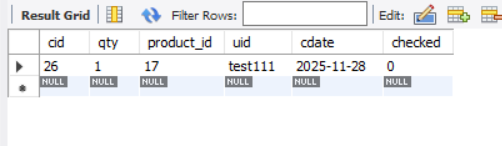 Result Grid Filter Rows: Edit:
cid qty product_id uid cdate checked
26 1 17 test111 2025-11-28 0
NULL NULL NULL NULL NULL NULL